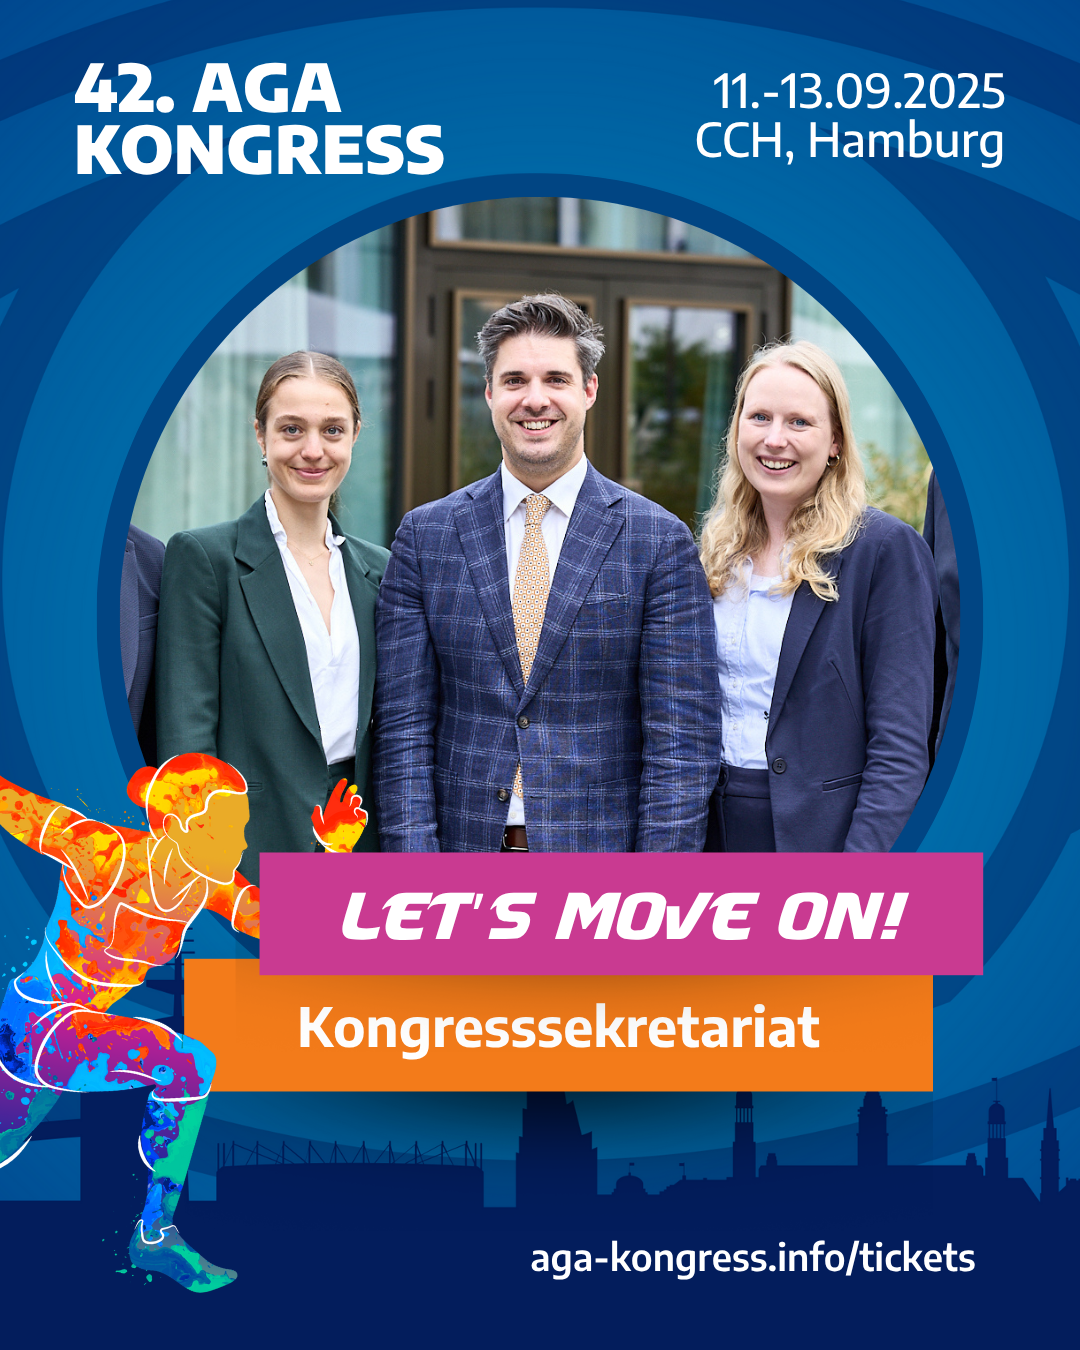 42. AGA
KONGRESS
11.-13.09.2025
CCH, Hamburg
LET'S MOVE ON!
Kongresssekretariat
aga-kongress.info/tickets